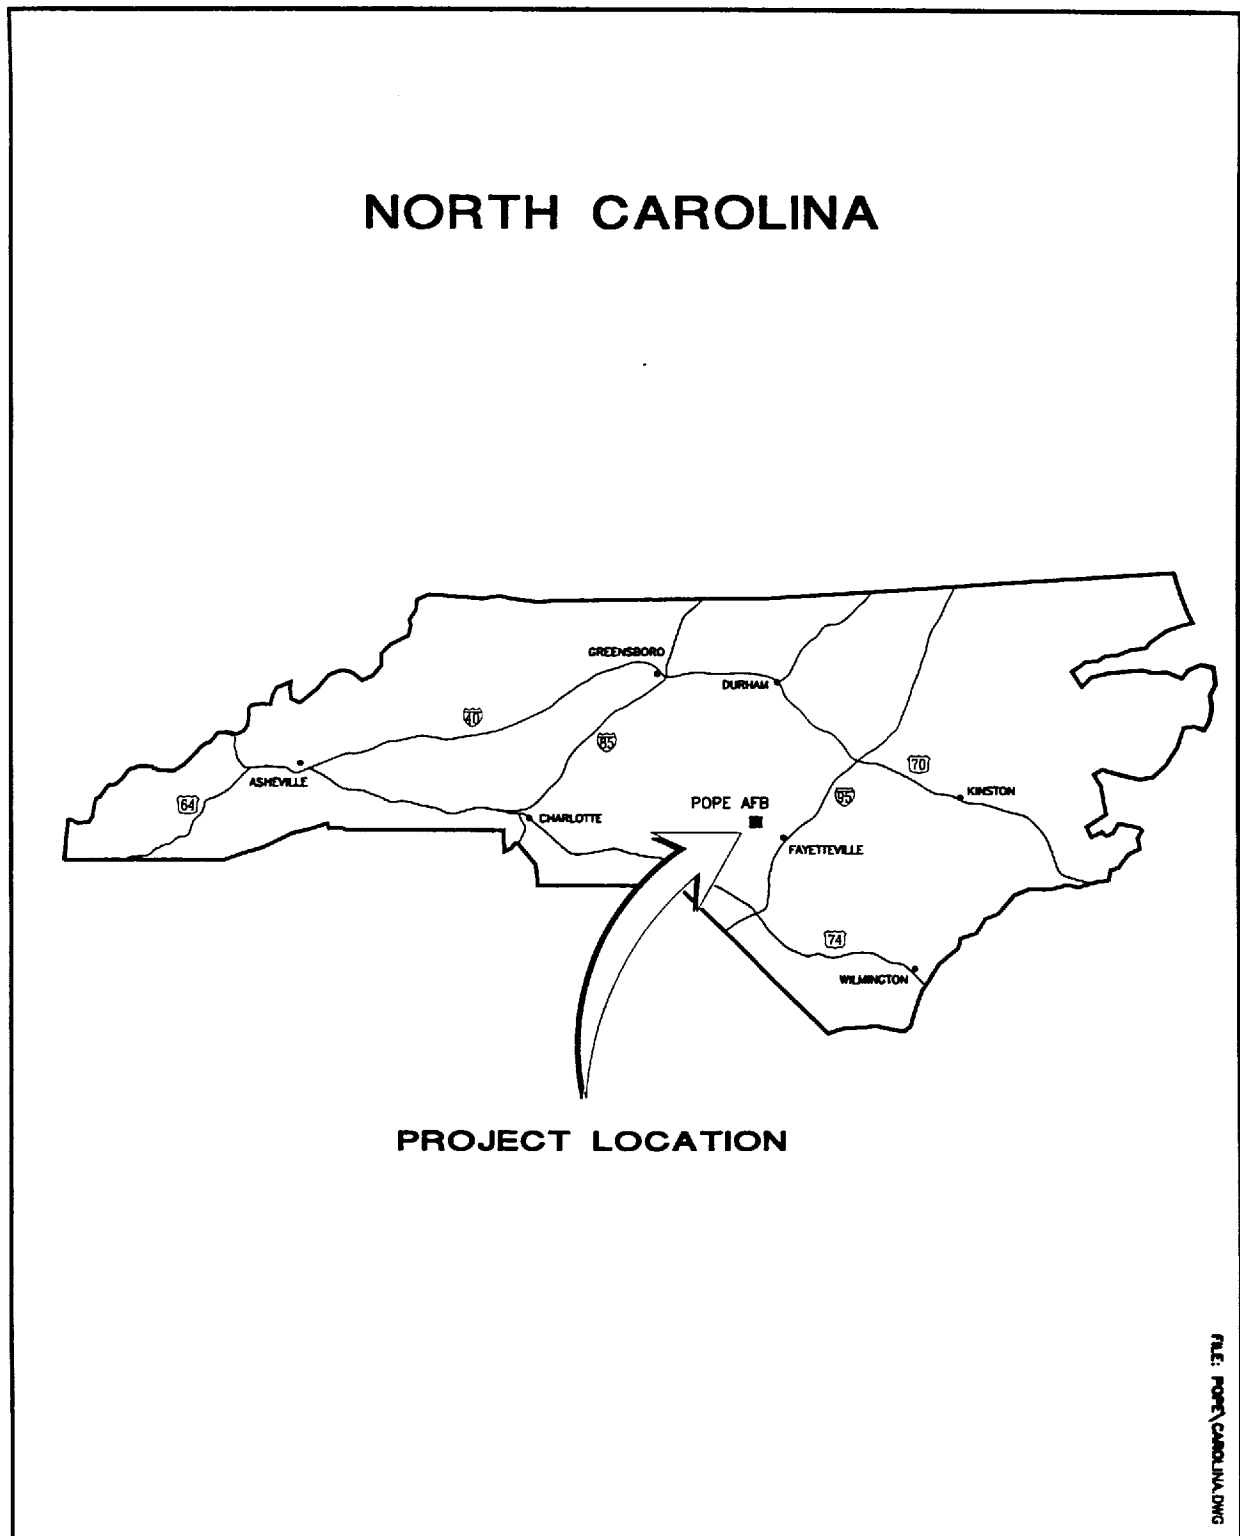 NORTH CAROLINA
GREENSBORO
DURHAM
40
85
ASHEVILLE
70
64
KINSTON
POPE AFB
95
CHARLOTTE
FAYETTEVILLE
74
WILMINGTON
PROJECT LOCATION
FILE: POPE\CAROLINA.DWG